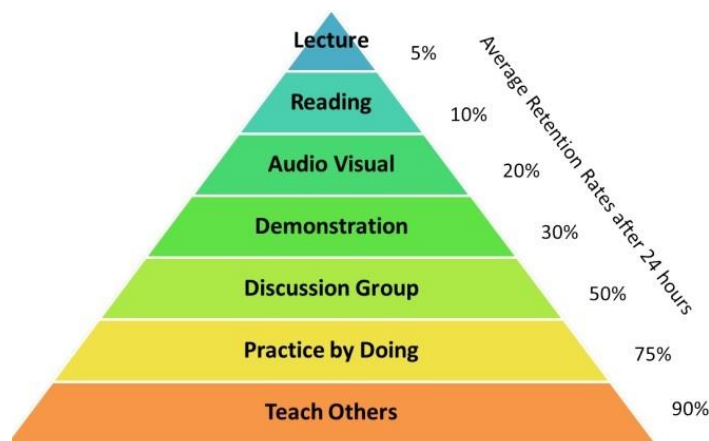 Lecture
5%
Reading
10%
Audio Visual
20%
Demonstration
30%
Discussion Group
50%
Practice by Doing
75%
Teach Others
90%
Average Retention Rates after 24 hours